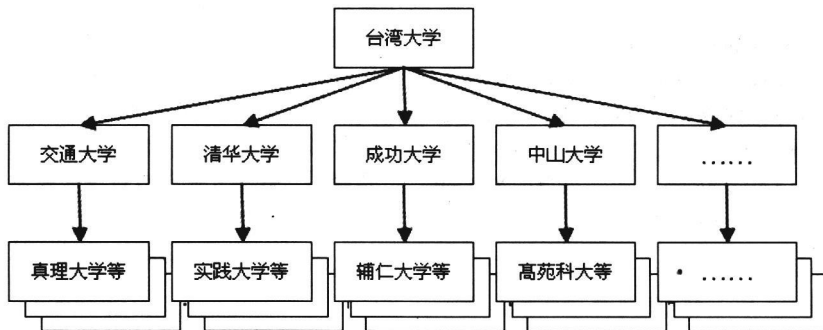 台湾大学
交通大学
清华大学
成功大学
中山大学
……
真理大学等
实践大学等
辅仁大学等
高苑科大等
……